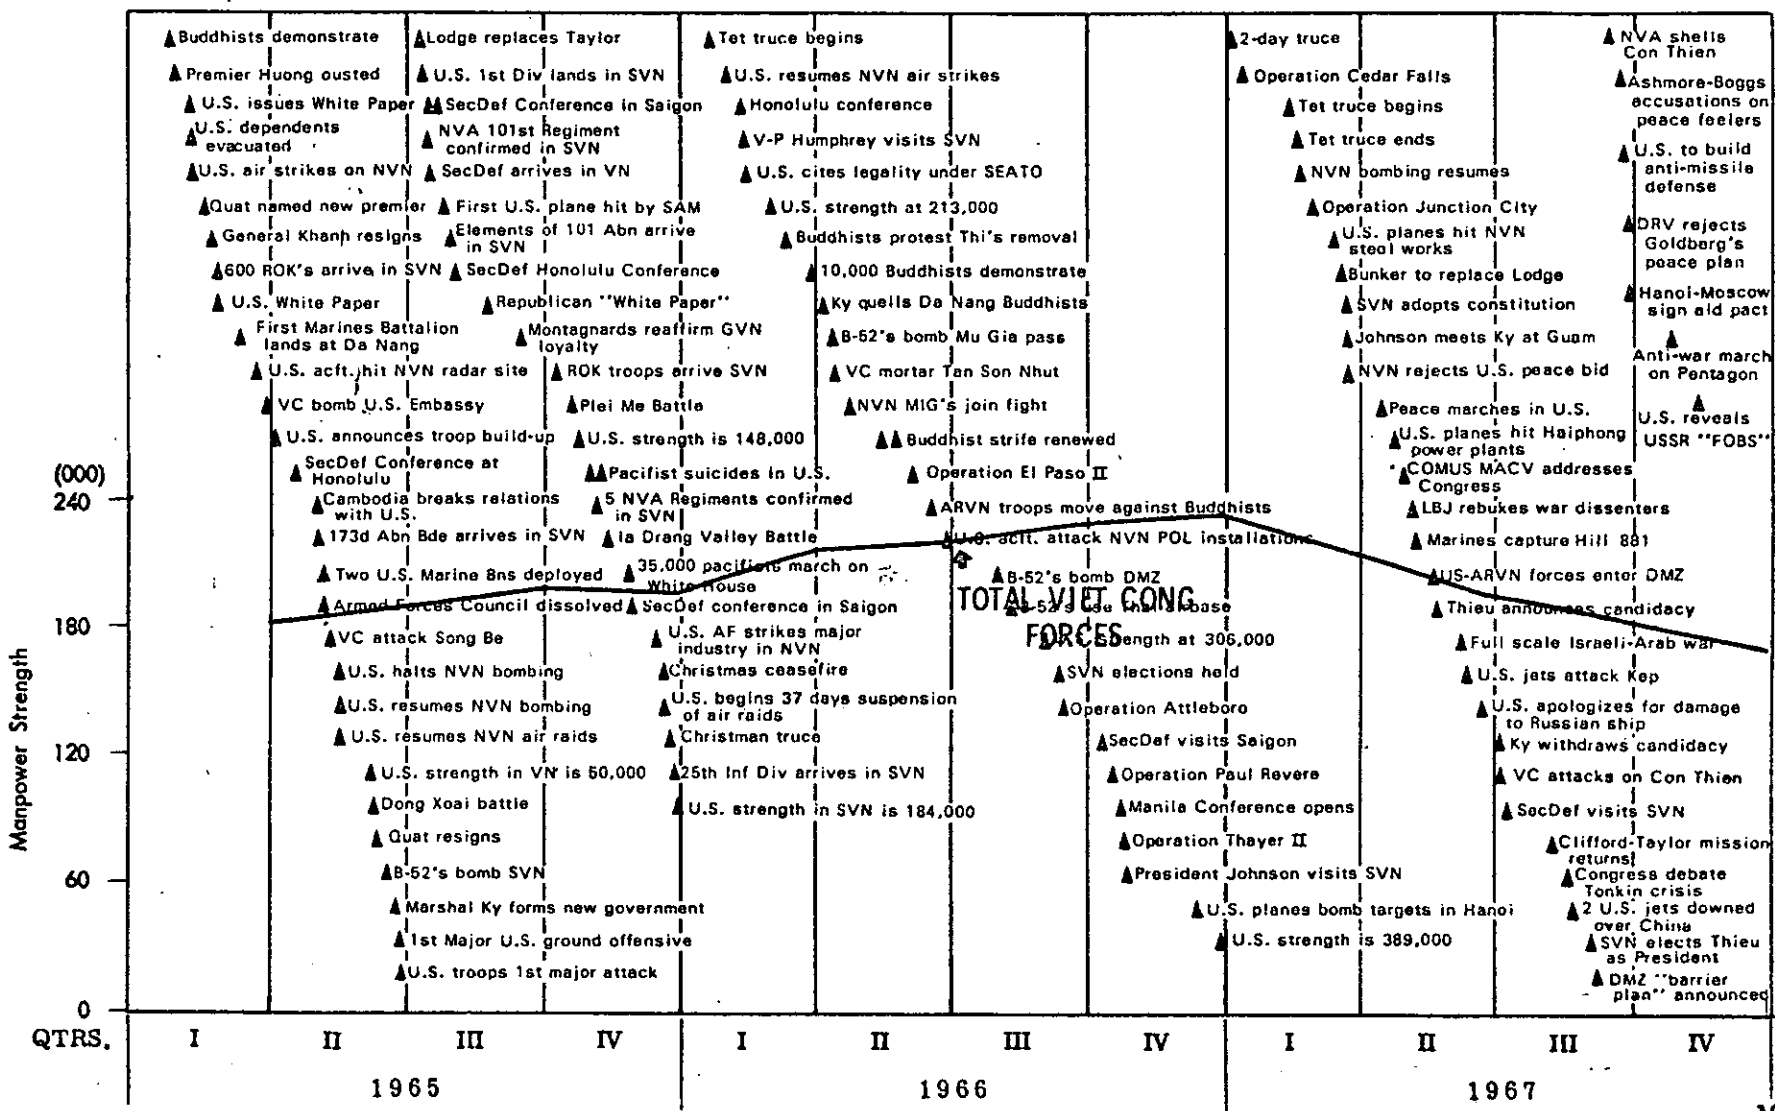 Buddhists demonstrate
Premier Huong ousted
U.S. issues White Paper
U.S. dependents
evacuated
U.S. air strikes on NVN
Quat named new premier
General Khanh resigns
600 ROK's arrive in SVN
U.S. White Paper
First Marines Battalion
lands at Da Nang
U.S. acft. hit NVN radar site
VC bomb U.S. Embassy
U.S. announces troop build-up
SecDef Conference at
Honolulu
Cambodia breaks relations
with U.S.
173d Abn Bde arrives in SVN
Two U.S. Marine Bns deployed
Armed Forces Council dissolved
VC attack Song Be
U.S. halts NVN bombing
U.S. resumes NVN bombing
U.S. resumes NVN air raids
U.S. strength in VN is 50,000
Dong Xoai battle
Quat resigns
B-52's bomb SVN
Marshal Ky forms new government
1st Major U.S. ground offensive
U.S. troops 1st major attack
Lodge replaces Taylor
U.S. 1st Div lands in SVN
SecDef Conference in Saigon
NVA 101st Regiment
confirmed in SVN
SecDef arrives in VN
First U.S. plane hit by SAM
Elements of 101 Abn arrive
in SVN
SecDef Honolulu Conference
Republican "White Paper"
Montagnards reaffirm GVN
loyalty
ROK troops arrive SVN
Plei Me Battle
U.S. strength is 148,000
Pacifist suicides in U.S.
5 NVA Regiments confirmed
in SVN
Ia Drang Valley Battle
35.000 pacifists march on
White House
SecDef conference in Saigon
U.S. AF strikes major
industry in NVN
Christmas ceasefire
U.S. begins 37 days suspension
of air raids
Christman truce
25th Inf Div arrives in SVN
U.S. strength in SVN is 184,000
Tet truce begins
U.S. resumes NVN air strikes
Honolulu conference
V-P Humphrey visits SVN
U.S. cites legality under SEATO
U.S. strength at 213,000
Buddhists protest Thi's removal
10,000 Buddhists demonstrate
Ky quells Da Nang Buddhists
B-52's bomb Mu Gia pass
VC mortar Tan Son Nhut
NVN MIG's join fight
Buddhist strife renewed
Operation El Paso II
ARVN troops move against Buddhists
U.S. acft. attack NVN POL installations
B-52's bomb DMZ
TOTAL VIET CONG
FORCES
strength at 306,000
SVN elections held
Operation Attleboro
SecDef visits Saigon
Operation Paul Revere
Manila Conference opens
Operation Thayer II
President Johnson visits SVN
U.S. planes bomb targets in Hanoi
U.S. strength is 389,000
2-day truce
Operation Cedar Falls
Tet truce begins
Tet truce ends
NVN bombing resumes
Operation Junction City
U.S. planes hit NVN
steel works
Bunker to replace Lodge
SVN adopts constitution
Johnson meets Ky at Guam
NVN rejects U.S. peace bid
Peace marches in U.S.
U.S. planes hit Haiphong
power plants
COMUS MACV addresses
Congress
LBJ rebukes war dissenters
Marines capture Hill 881
US-ARVN forces enter DMZ
Thieu announces candidacy
Full scale Israeli-Arab war
U.S. jets attack Kep
U.S. apologizes for damage
to Russian ship
Ky withdraws candidacy
VC attacks on Con Thien
SecDef visits SVN
Clifford-Taylor mission
returns
Congress debate
Tonkin crisis
2 U.S. jets downed
over China
SVN elects Thieu
as President
DMZ "barrier
plan" announced
NVA shells
Con Thien
Ashmore-Boggs
accusations on
peace feelers
U.S. to build
anti-missile
defense
DRV rejects
Goldberg's
peace plan
Hanoi-Moscow
sign aid pact
Anti-war march
on Pentagon
U.S. reveals
USSR "FOBS"
Manpower Strength
(000)
240
180
120
60
0
QTRS. I II III IV I II III IV I II III IV
1965 1966 1967